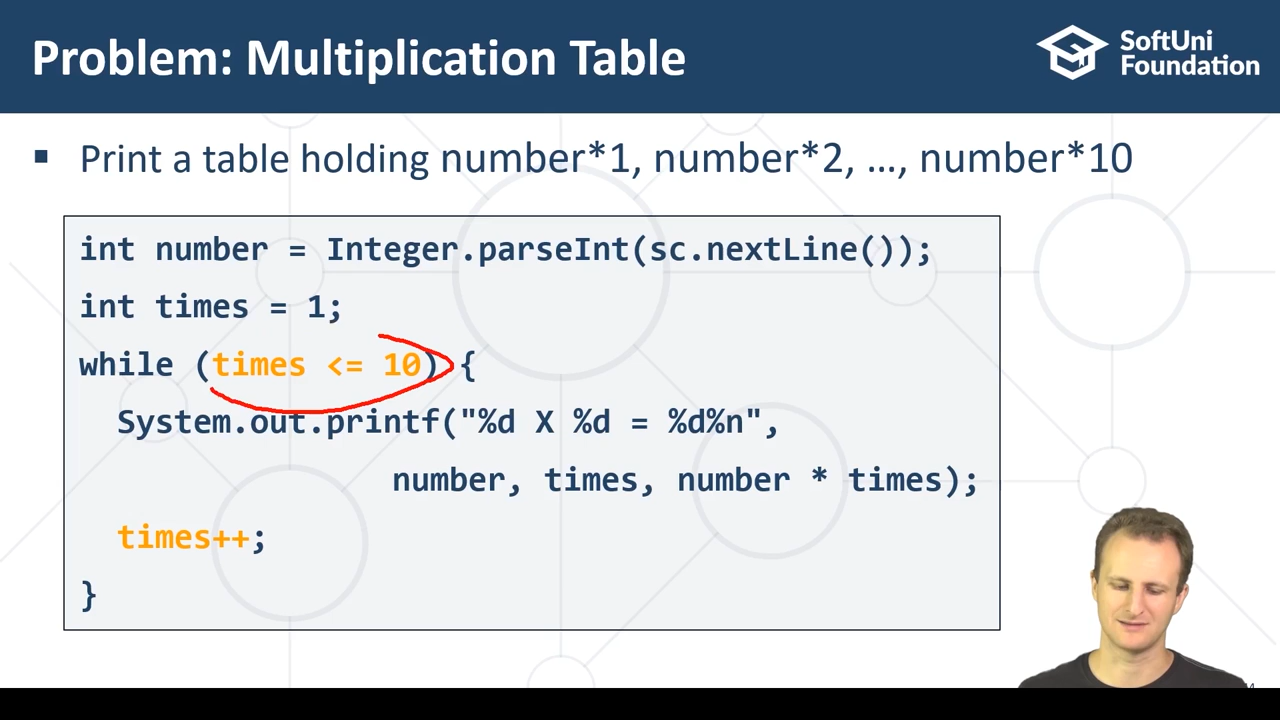 Problem: Multiplication Table
SoftUni
Foundation
▪ Print a table holding number*1, number*2, …, number*10
int number = Integer.parseInt(sc.nextLine());
int times = 1;
while (times <= 10) {
System.out.printf("%d X %d = %d%n",
number, times, number * times);
times++;
}